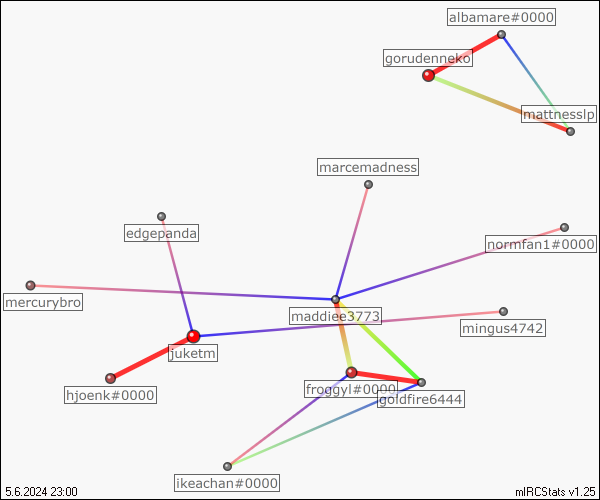 albamare#0000
gorudenneko
mattnesslp
marcemadness
edgepanda
normfan1#0000
mercurybro
maddiee3773
mingus4742
juketm
froggyl#0000
hjoenk#0000
goldfire6444
ikeachan#0000
5.6.2024 23:00
mIRCStats v1.25